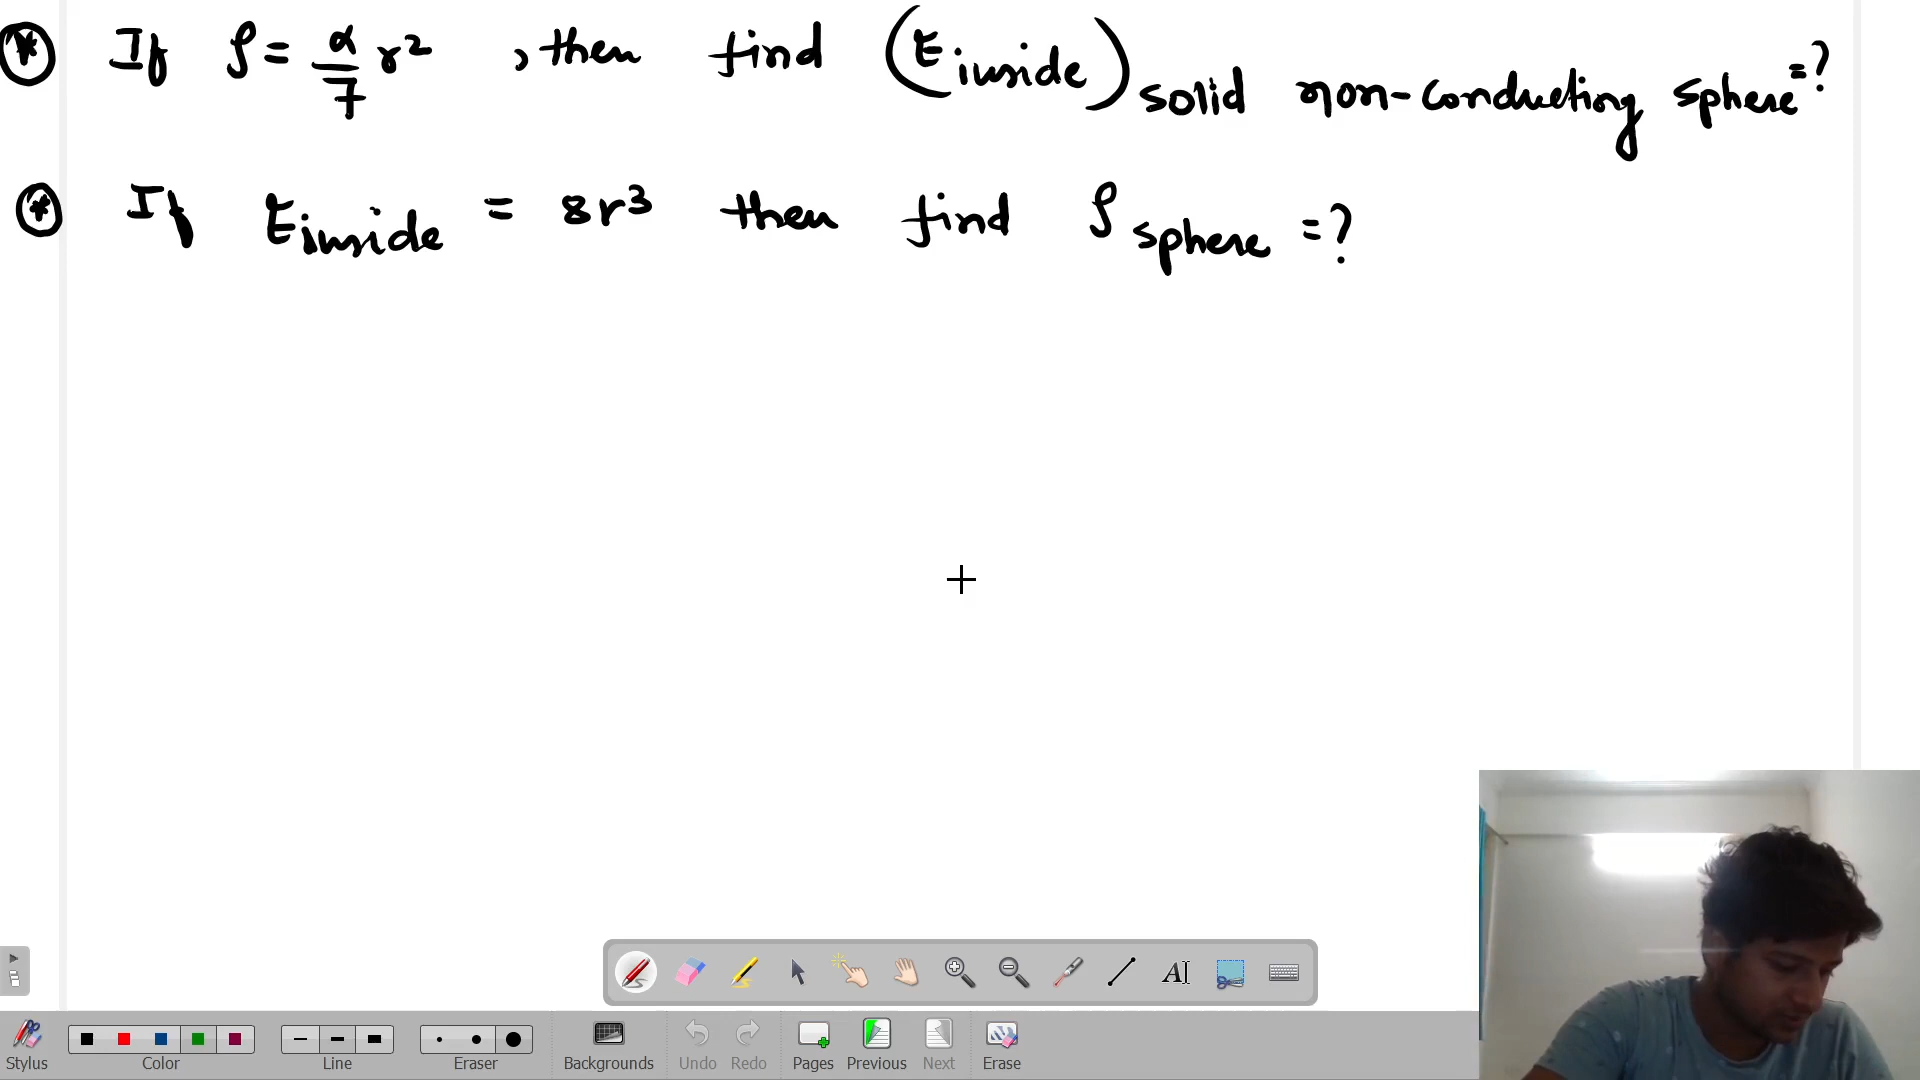 If ρ = α/7 r² , then find (E inside) solid non-conducting sphere = ?
If E inside = 8r³ then find ρ sphere = ?
Stylus Color Line Eraser Backgrounds Undo Redo Pages Previous Next Erase